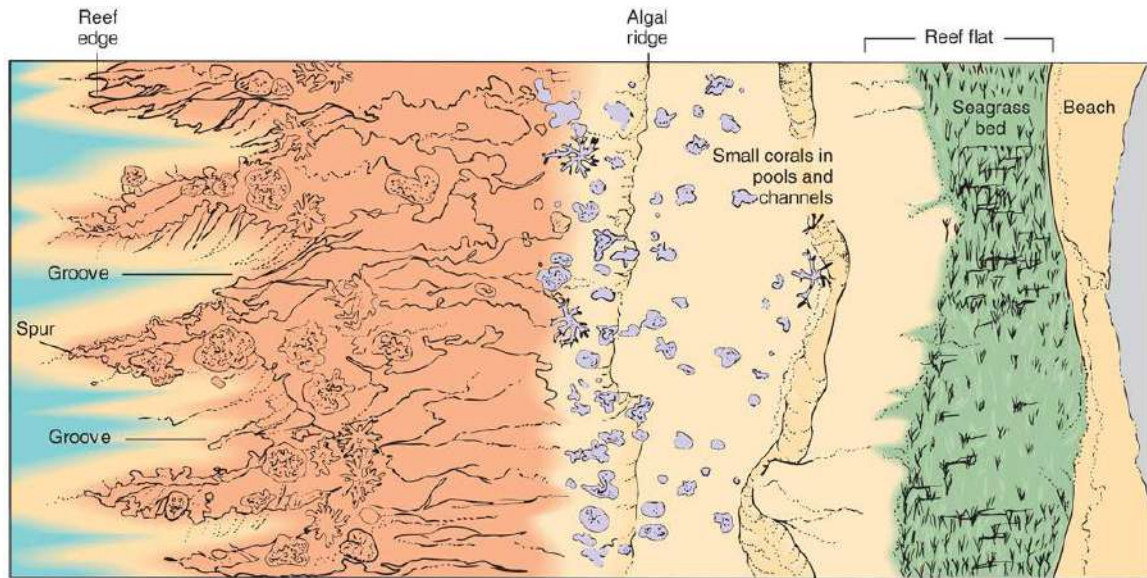 Reef
edge
Algal
ridge
Reef flat
Seagrass
bed
Beach
Small corals in
pools and
channels
Groove
Spur
Groove